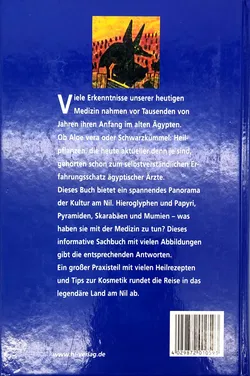 Viele Erkenntnisse unserer heutigen
Medizin nahmen vor Tausenden von
Jahren ihren Anfang im alten Ägypten.
Ob Aloe vera oder Schwarzkümmel: Heil-
pflanzen, die heute aktueller denn je sind,
gehörten schon zum selbstverständlichen Er-
fahrungsschatz ägyptischer Ärzte.
Dieses Buch bietet ein spannendes Panorama
der Kultur am Nil. Hieroglyphen und Papyri,
Pyramiden, Skarabäen und Mumien – was
haben sie mit der Medizin zu tun? Dieses
informative Sachbuch mit vielen Abbildungen
gibt die entsprechenden Antworten.
Ein großer Praxisteil mit vielen Heilrezepten
und Tips zur Kosmetik rundet die Reise in das
legendäre Land am Nil ab.